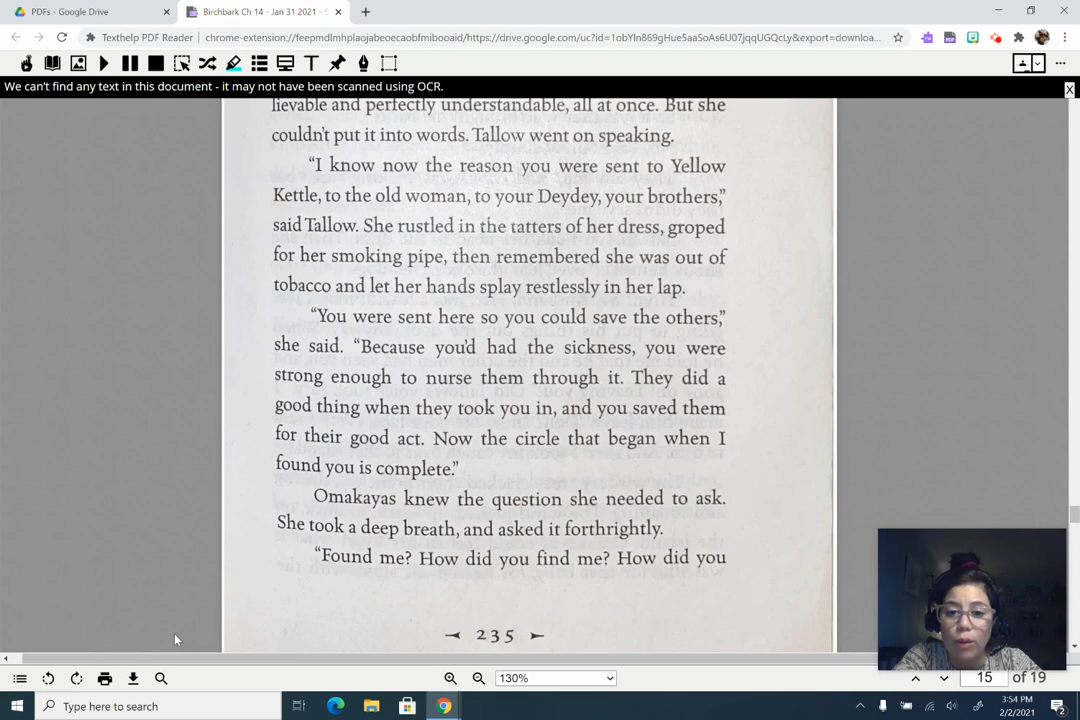 PDFs - Google Drive
Birchbark Ch 14 - Jan 31 2021 -
Texthelp PDF Reader
chrome-extension://feepmdlmhplaojabeoecaobfmibooaid/https://drive.google.com/uc?id=1obYln869gHue5aaSoAs6U07jqqUGQcLy&export=downloa...
We can't find any text in this document - it may not have been scanned using OCR.
X
lievable and perfectly understandable, all at once. But she
couldn't put it into words. Tallow went on speaking.
"I know now the reason you were sent to Yellow
Kettle, to the old woman, to your Deydey, your brothers,"
said Tallow. She rustled in the tatters of her dress, groped
for her smoking pipe, then remembered she was out of
tobacco and let her hands splay restlessly in her lap.
"You were sent here so you could save the others,"
she said. "Because you'd had the sickness, you were
strong enough to nurse them through it. They did a
good thing when they took you in, and you saved them
for their good act. Now the circle that began when I
found you is complete."
Omakayas knew the question she needed to ask.
She took a deep breath, and asked it forthrightly.
"Found me? How did you find me? How did you
235
130%
15 of 19
Type here to search
3:54 PM
2/2/2021
2